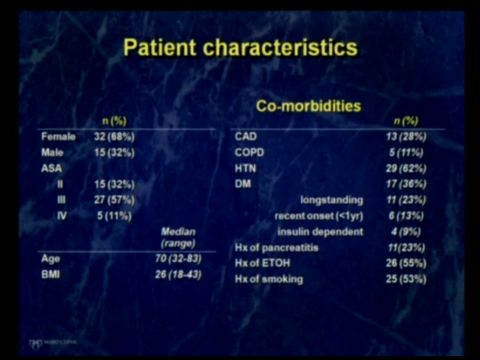 Patient characteristics
n (%)
Female 32 (68%)
Male 15 (32%)
ASA
II 15 (32%)
III 27 (57%)
IV 5 (11%)
Median
(range)
Age 70 (32-83)
BMI 26 (18-43)
Co-morbidities
n (%)
CAD 13 (28%)
COPD 5 (11%)
HTN 29 (62%)
DM 17 (36%)
longstanding 11 (23%)
recent onset (<1yr) 6 (13%)
insulin dependent 4 (9%)
Hx of pancreatitis 11(23%)
Hx of ETOH 26 (55%)
Hx of smoking 25 (53%)